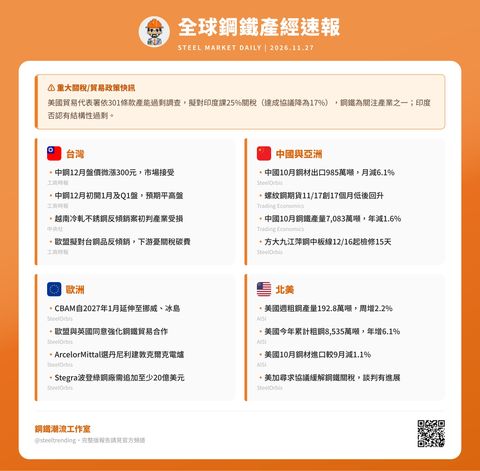 全球鋼鐵產經速報
STEEL MARKET DAILY | 2026.11.27
⚠ 重大關稅/貿易政策快訊
美國貿易代表署依301條款產能過剩調查，擬對印度課25%關稅（達成協議降為17%），鋼鐵為關注產業之一；印度
否認有結構性過剩。
台灣
• 中鋼12月盤價微漲300元，市場接受
工商時報
• 中鋼12月初開1月及Q1盤，預期平高盤
工商時報
• 越南冷軋不銹鋼反傾銷案初判產業受損
中央社
• 歐盟擬對台鋼品反傾銷，下游憂關稅碳費
工商時報
中國與亞洲
• 中國10月鋼材出口985萬噸，月減6.1%
SteelOrbis
• 螺紋鋼期貨11/17創17個月低後回升
Trading Economics
• 中國10月鋼鐵產量7,083萬噸，年減1.6%
Trading Economics
• 方大九江萍鋼中板線12/16起檢修15天
SteelOrbis
歐洲
• CBAM自2027年1月延伸至挪威、冰島
SteelOrbis
• 歐盟與英國同意強化鋼鐵貿易合作
SteelOrbis
• ArcelorMittal選丹尼利建敦克爾克電爐
SteelOrbis
• Stegra波登綠鋼廠需追加至少20億美元
SteelOrbis
北美
• 美國週粗鋼產量192.8萬噸，周增2.2%
AISI
• 美國今年累計粗鋼8,535萬噸，年增6.1%
AISI
• 美國10月鋼材進口較9月減1.1%
AISI
• 美加尋求協議緩解鋼鐵關稅，談判有進展
SteelOrbis
鋼鐵潮流工作室
@steeltrending・完整版報告請見官方頻道